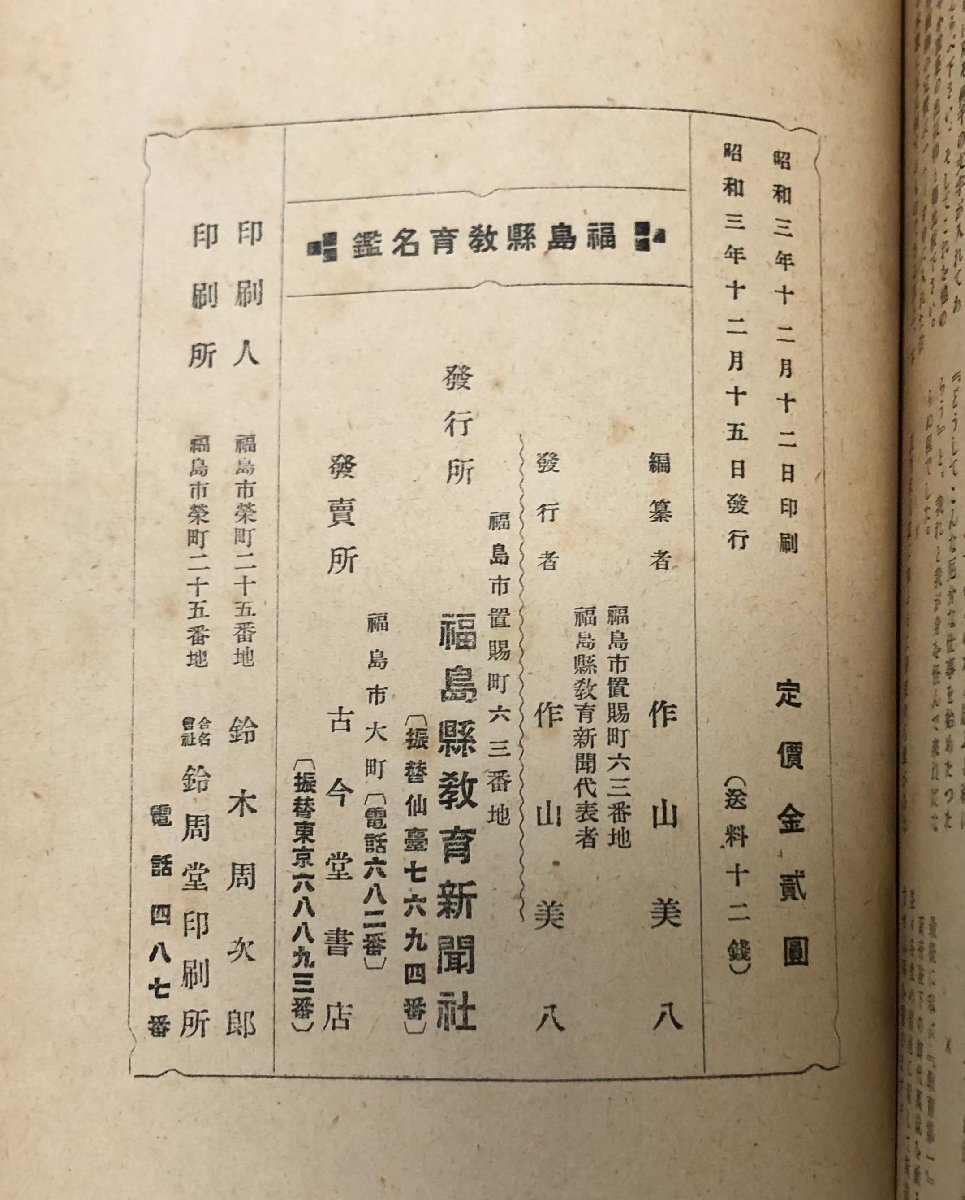 昭和三年十二月十二日印刷
昭和三年十二月十五日發行
定價金貳圓
(送料十二錢)
福島縣教育名鑑
編纂者
福島市置賜町六三番地
福島縣教育新聞代表者
作山美八
發行者
作山美八
福島市置賜町六三番地
發行所
福島縣教育新聞社
〔振替仙臺七六九四番〕
福島市大町〔電話六八二番〕
發賣所
古今堂書店
〔振替東京六八八九三番〕
印刷人
福島市榮町二十五番地
鈴木周次郎
印刷所
福島市榮町二十五番地
合名會社
鈴周堂印刷所
電話四八七番